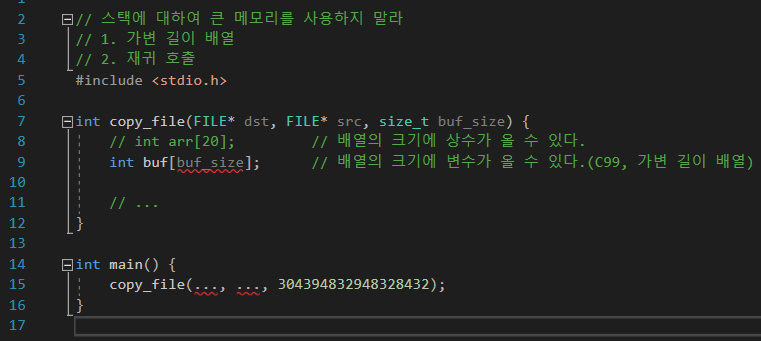 2 // 스택에 대하여 큰 메모리를 사용하지 말라
3 // 1. 가변 길이 배열
4 // 2. 재귀 호출
5 #include <stdio.h>
6
7 int copy_file(FILE* dst, FILE* src, size_t buf_size) {
8 // int arr[20]; // 배열의 크기에 상수가 올 수 있다.
9 int buf[buf_size]; // 배열의 크기에 변수가 올 수 있다.(C99, 가변 길이 배열)
10
11 // ...
12 }
13
14 int main() {
15 copy_file(..., ..., 304394832948328432);
16 }
17